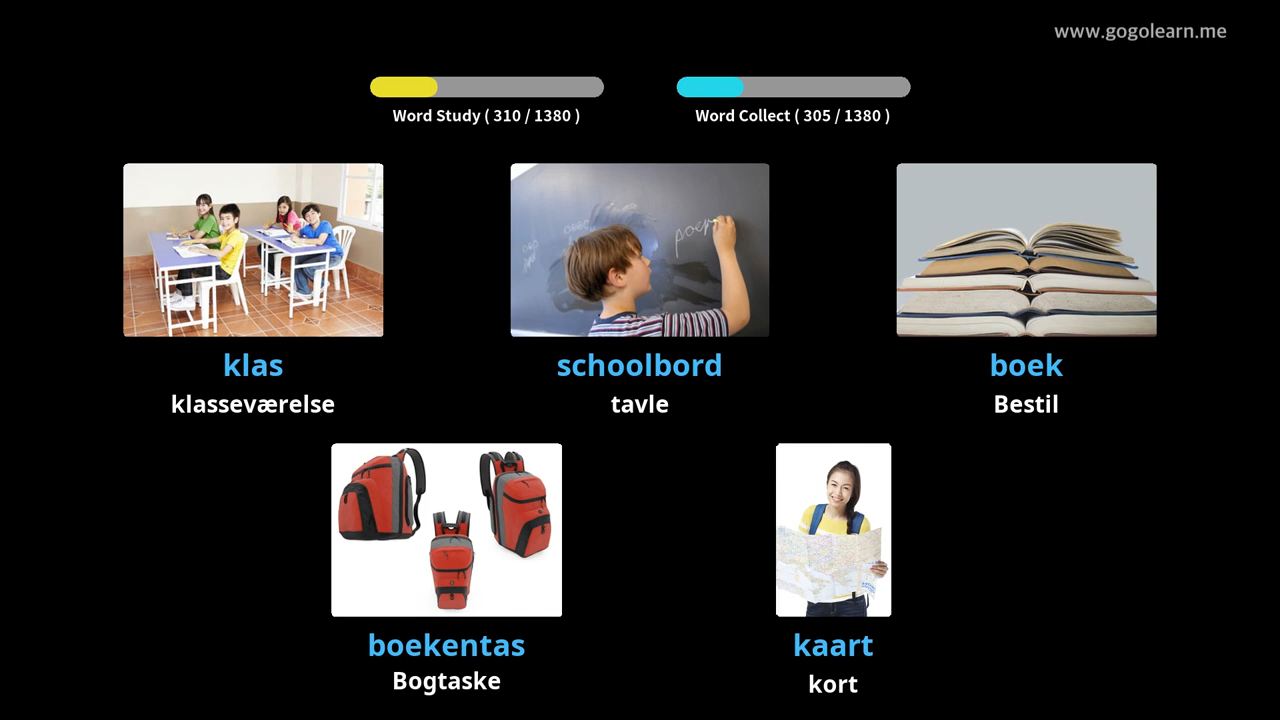 www.gogolearn.me
Word Study ( 310 / 1380 )
Word Collect ( 305 / 1380 )
poer
klas
schoolbord
boek
klasseværelse
tavle
Bestil
boekentas
kaart
Bogtaske
kort